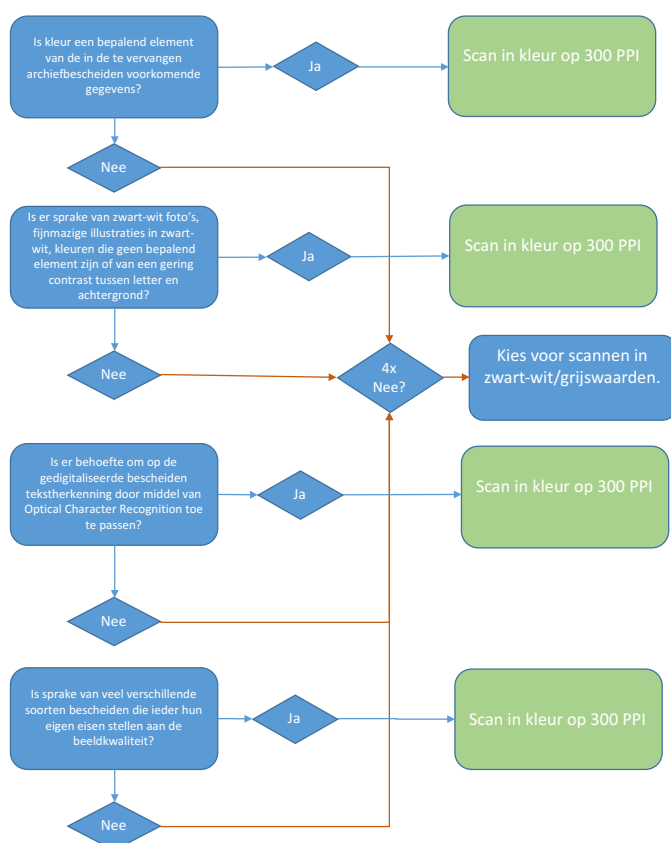 Is kleur een bepalend element
van de in de te vervangen
archiefbescheiden voorkomende
gegevens?
Ja
Scan in kleur op 300 PPI
Nee
Is er sprake van zwart-wit foto’s,
fijnmazige illustraties in zwart-
wit, kleuren die geen bepalend
element zijn of van een gering
contrast tussen letter en
achtergrond?
Ja
Scan in kleur op 300 PPI
Nee
4x
Nee?
Kies voor scannen in
zwart-wit/grijswaarden.
Is er behoefte om op de
gedigitaliseerde bescheiden
tekstherkenning door middel van
Optical Character Recognition toe
te passen?
Ja
Scan in kleur op 300 PPI
Nee
Is sprake van veel verschillende
soorten bescheiden die ieder hun
eigen eisen stellen aan de
beeldkwaliteit?
Ja
Scan in kleur op 300 PPI
Nee